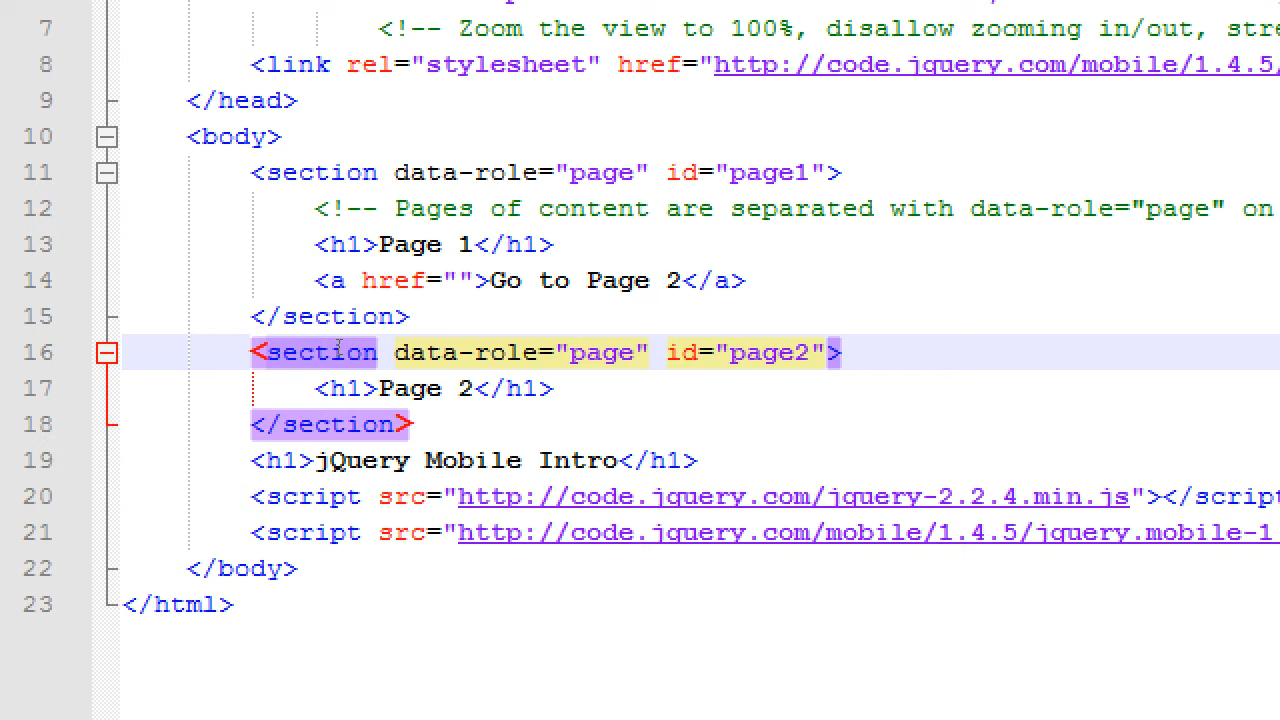 7 <!-- Zoom the view to 100%, disallow zooming in/out,
8 <link rel="stylesheet" href="http://code.jquery.com/mobile/1.4.5/
9 </head>
10 <body>
11 <section data-role="page" id="page1">
12 <!-- Pages of content are separated with data-role="page" on
13 <h1>Page 1</h1>
14 <a href="">Go to Page 2</a>
15 </section>
16 <section data-role="page" id="page2">
17 <h1>Page 2</h1>
18 </section>
19 <h1>jQuery Mobile Intro</h1>
20 <script src="http://code.jquery.com/jquery-2.2.4.min.js"></script
21 <script src="http://code.jquery.com/mobile/1.4.5/jquery.mobile-1
22 </body>
23 </html>